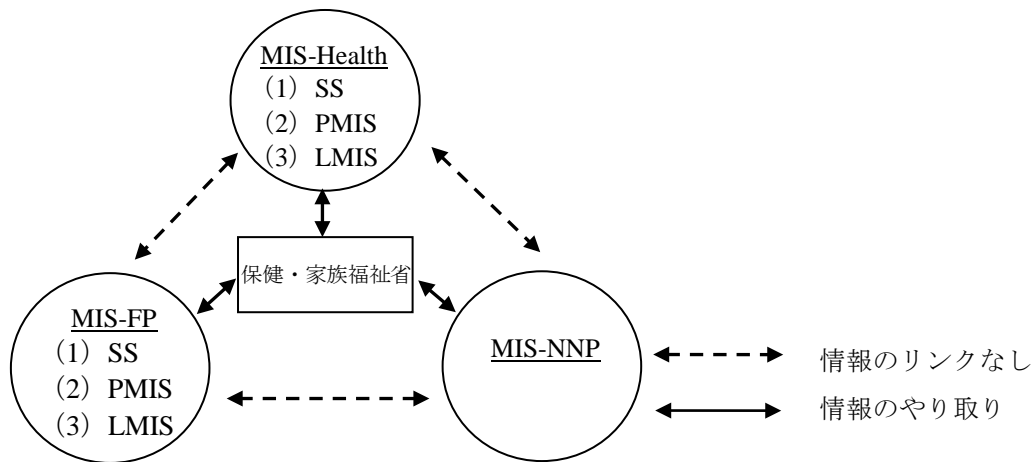 MIS-Health
（1）SS
（2）PMIS
（3）LMIS
保健・家族福祉省
MIS-FP
（1）SS
（2）PMIS
（3）LMIS
MIS-NNP
情報のリンクなし
情報のやり取り